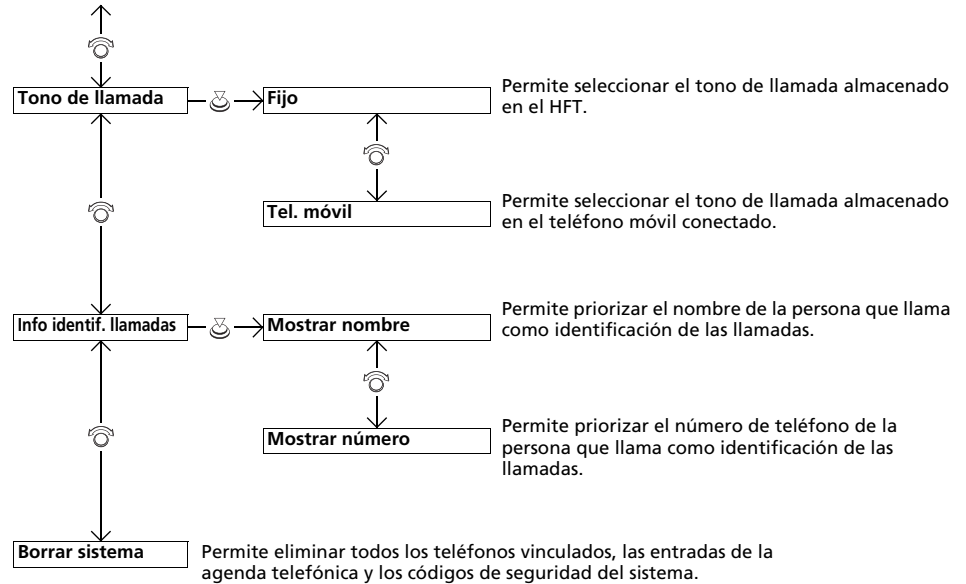 Tono de llamada
Fijo
Permite seleccionar el tono de llamada almacenado
en el HFT.
Tel. móvil
Permite seleccionar el tono de llamada almacenado
en el teléfono móvil conectado.
Info identif. llamadas
Mostrar nombre
Permite priorizar el nombre de la persona que llama
como identificación de las llamadas.
Mostrar número
Permite priorizar el número de teléfono de la
persona que llama como identificación de las
llamadas.
Borrar sistema
Permite eliminar todos los teléfonos vinculados, las entradas de la
agenda telefónica y los códigos de seguridad del sistema.